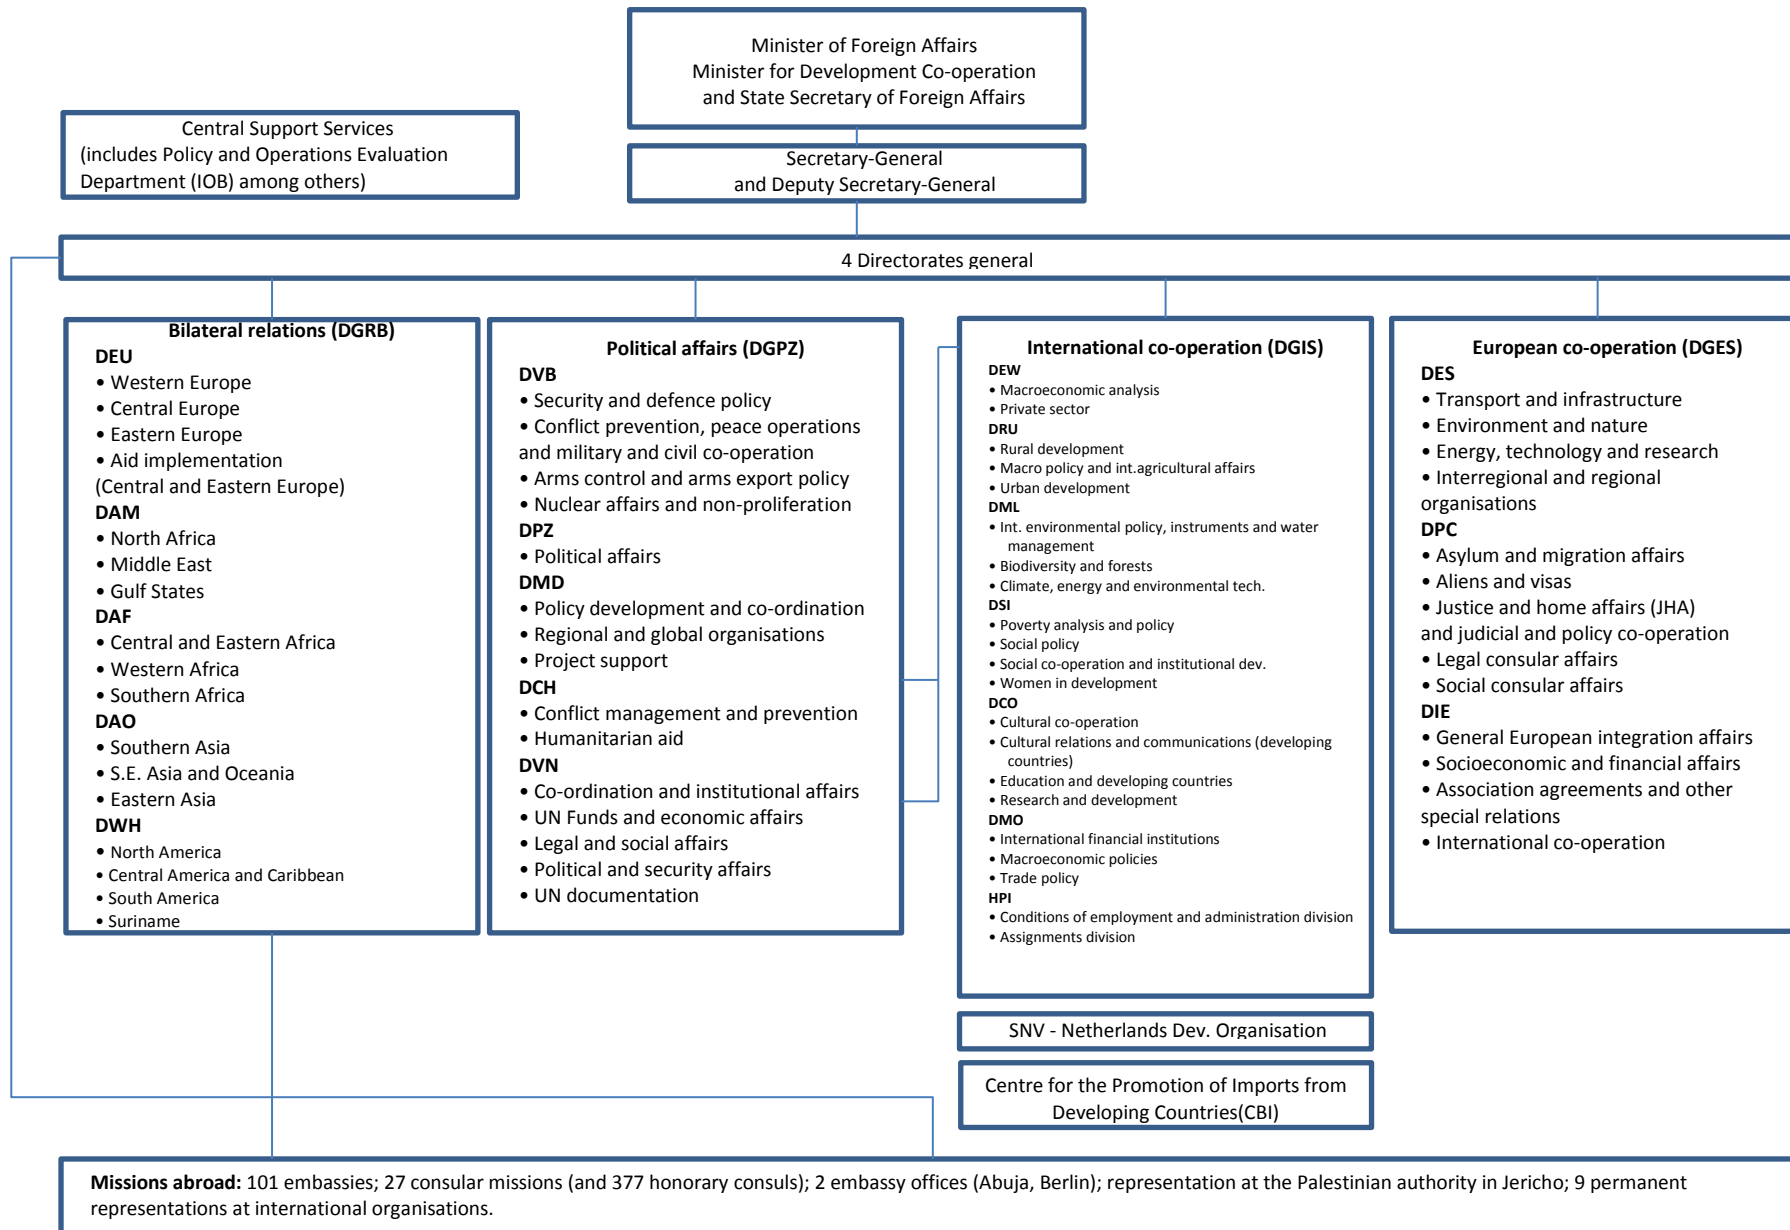 Minister of Foreign Affairs
Minister for Development Co-operation
and State Secretary of Foreign Affairs
Central Support Services
(includes Policy and Operations Evaluation
Department (IOB) among others)
Secretary-General
and Deputy Secretary-General
4 Directorates general
Bilateral relations (DGRB)
DEU
• Western Europe
• Central Europe
• Eastern Europe
• Aid implementation
(Central and Eastern Europe)
DAM
• North Africa
• Middle East
• Gulf States
DAF
• Central and Eastern Africa
• Western Africa
• Southern Africa
DAO
• Southern Asia
• S.E. Asia and Oceania
• Eastern Asia
DWH
• North America
• Central America and Caribbean
• South America
• Suriname
Political affairs (DGPZ)
DVB
• Security and defence policy
• Conflict prevention, peace operations
and military and civil co-operation
• Arms control and arms export policy
• Nuclear affairs and non-proliferation
DPZ
• Political affairs
DMD
• Policy development and co-ordination
• Regional and global organisations
• Project support
DCH
• Conflict management and prevention
• Humanitarian aid
DVN
• Co-ordination and institutional affairs
• UN Funds and economic affairs
• Legal and social affairs
• Political and security affairs
• UN documentation
International co-operation (DGIS)
DEW
• Macroeconomic analysis
• Private sector
DRU
• Rural development
• Macro policy and int.agricultural affairs
• Urban development
DML
• Int. environmental policy, instruments and water
management
• Biodiversity and forests
• Climate, energy and environmental tech.
DSI
• Poverty analysis and policy
• Social policy
• Social co-operation and institutional dev.
• Women in development
DCO
• Cultural co-operation
• Cultural relations and communications (developing
countries)
• Education and developing countries
• Research and development
DMO
• International financial institutions
• Macroeconomic policies
• Trade policy
HPI
• Conditions of employment and administration division
• Assignments division
European co-operation (DGES)
DES
• Transport and infrastructure
• Environment and nature
• Energy, technology and research
• Interregional and regional
organisations
DPC
• Asylum and migration affairs
• Aliens and visas
• Justice and home affairs (JHA)
and judicial and policy co-operation
• Legal consular affairs
• Social consular affairs
DIE
• General European integration affairs
• Socioeconomic and financial affairs
• Association agreements and other
special relations
• International co-operation
SNV - Netherlands Dev. Organisation
Centre for the Promotion of Imports from
Developing Countries(CBI)
Missions abroad: 101 embassies; 27 consular missions (and 377 honorary consuls); 2 embassy offices (Abuja, Berlin); representation at the Palestinian authority in Jericho; 9 permanent
representations at international organisations.